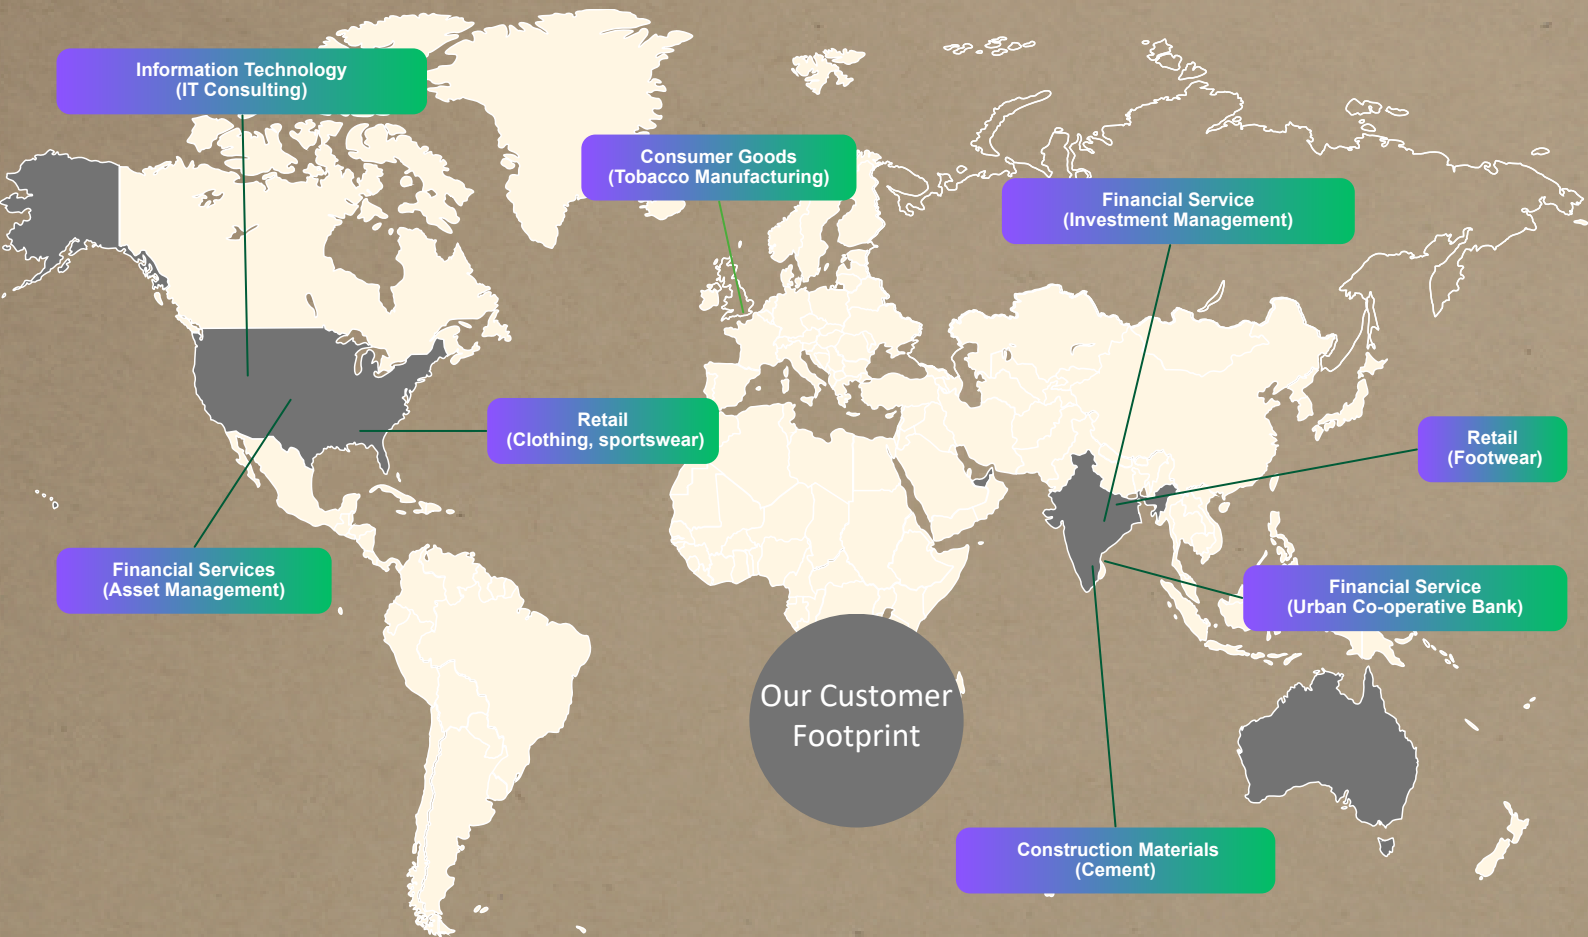 Information Technology
(IT Consulting)
Consumer Goods
(Tobacco Manufacturing)
Financial Service
(Investment Management)
Retail
(Clothing, sportswear)
Retail
(Footwear)
Financial Services
(Asset Management)
Financial Service
(Urban Co-operative Bank)
Our Customer
Footprint
Construction Materials
(Cement)